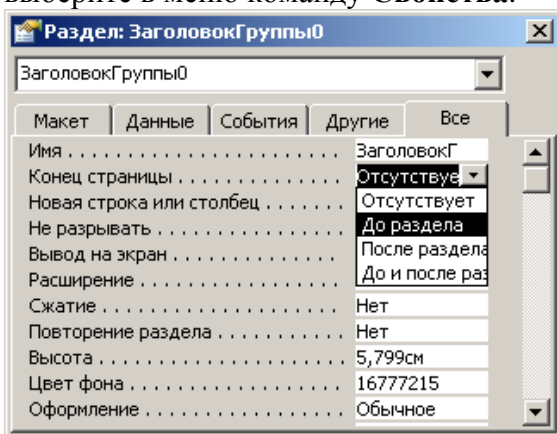 выберите в меню команду Свойства.
Раздел: ЗаголовокГруппы0
ЗаголовокГруппы0
Макет Данные События Другие Все
Имя ЗаголовокГ
Конец страницы Отсутствуе
Новая строка или столбец Отсутствует
Не разрывать До раздела
Вывод на экран После раздела
Расширение До и после раз
Сжатие Нет
Повторение раздела Нет
Высота 5,799см
Цвет фона 16777215
Оформление Обычное